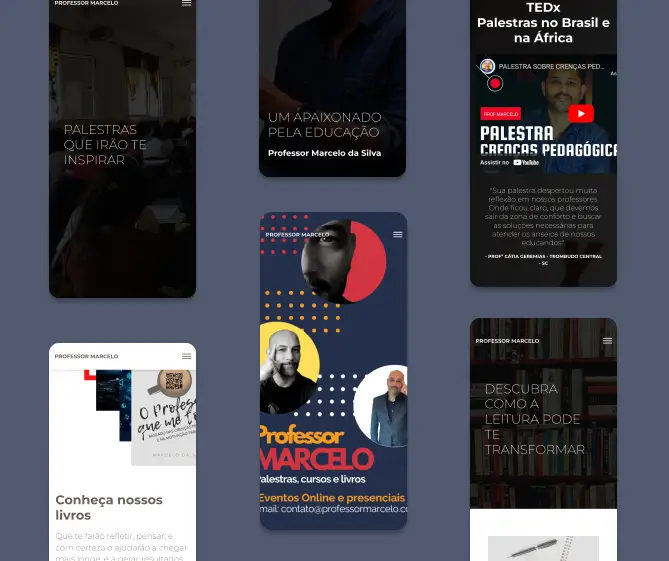 PROFESSOR MARCELO
PALESTRAS
QUE IRÃO TE
INSPIRAR
PROFESSOR MARCELO
Conheça nossos
livros
Que te farão refletir, pensar, e
com certeza o ajudarão a chegar
mais longe, e a gerar resultados
O Profess
que me to
MARCELO DA S
UM APAIXONADO
PELA EDUCAÇÃO
Professor Marcelo da Silva
PROFESSOR MARCELO
Professor
MARCELO
Palestras, cursos e livros
Eventos Online e presenciais
mail: contato@professormarcelo.co
TEDx
Palestras no Brasil e
na África
PALESTRA SOBRE CRENÇAS PED...
As
PROF MARCELO
PALESTRA
CRENÇAS PEDAGÓGICA
Assistir no YouTube
"Sua palestra despertou muita
reflexão em nossos professores.
Onde ficou claro, que devemos
sair da zona de conforto e buscar
as soluções necessárias para
atender os anseios de nossos
educandos".
- PROFª CÁTIA GEREMIAS - TROMBUDO CENTRAL
- SC
PROFESSOR MARCELO
DESCUBRA
COMO A
LEITURA PODE
TE
TRANSFORMAR